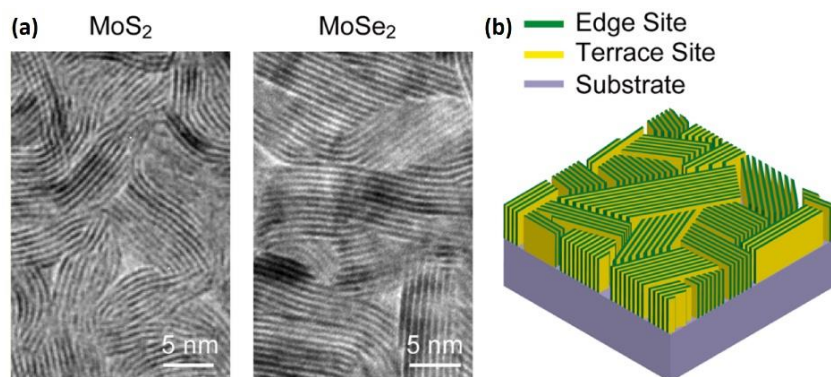 (a) MoS₂ MoSe₂
5 nm 5 nm
(b) Edge Site
Terrace Site
Substrate